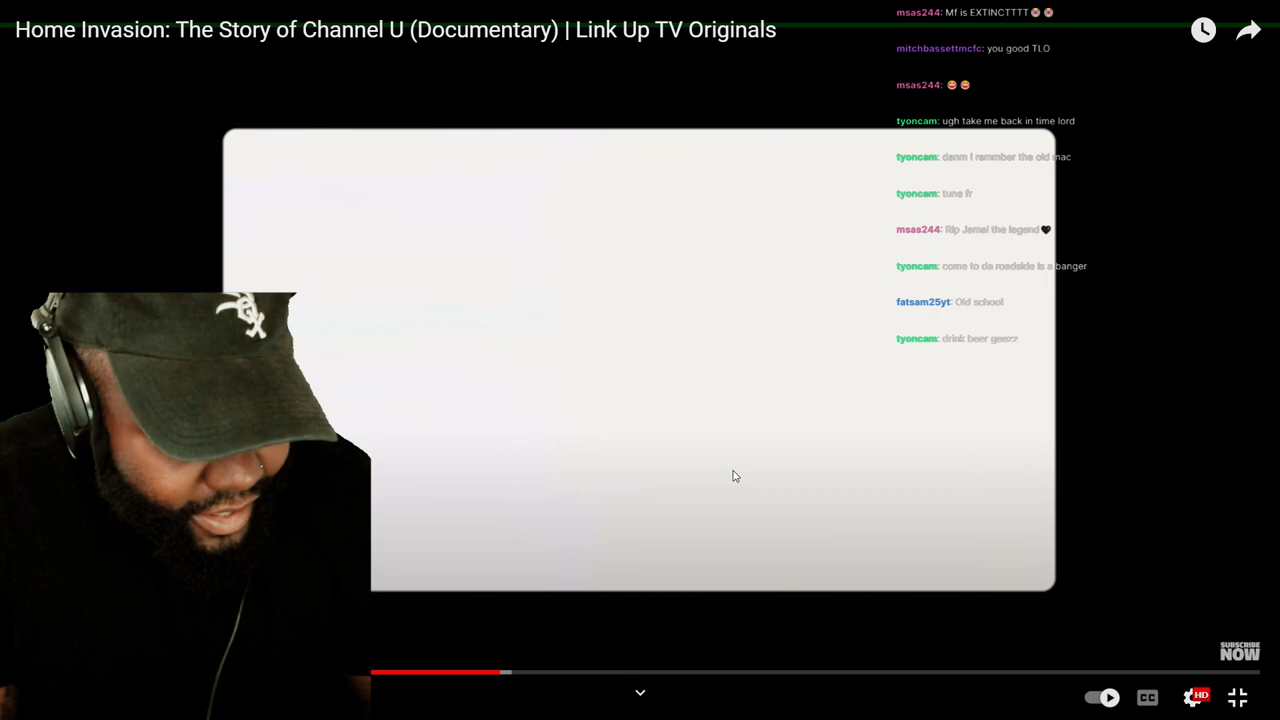 Home Invasion: The Story of Channel U (Documentary) | Link Up TV Originals
msas244: Mf is EXTINCTTTT
mitchbassettmcfc: you good TLO
msas244:
tyoncam: ugh take me back in time lord
tyoncam: danm I rammber the old mac
tyoncam: tune fr
msas244: Rip Jamal the legend🖤
tyoncam: come to da roadside is a banger
fatsam25yt: Old school
tyoncam: drink beer geezz
SUBSCRIBE
NOW
CC
HD